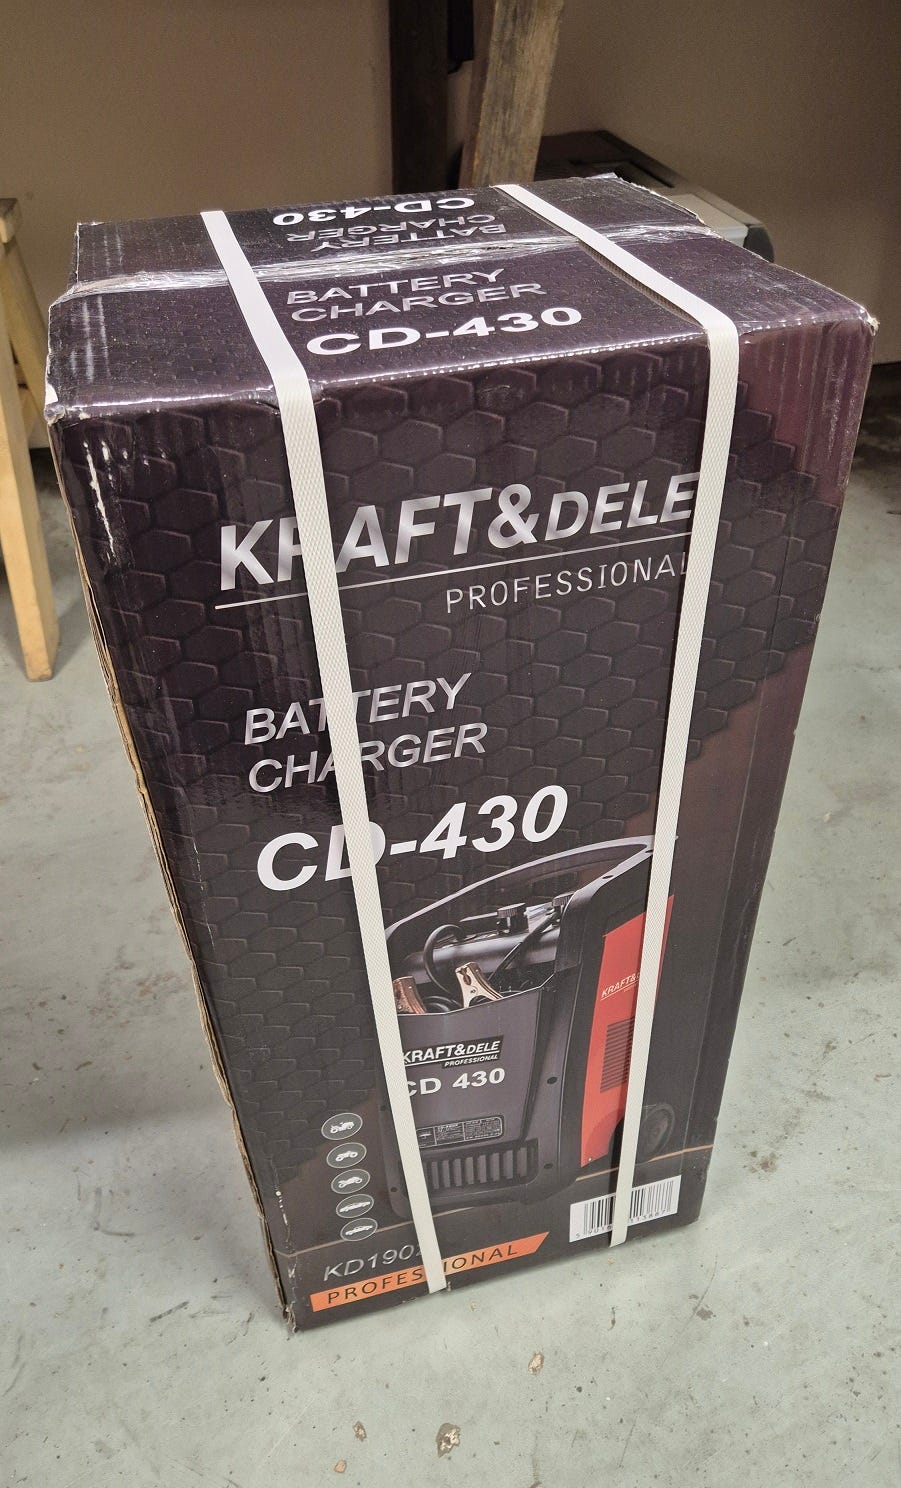 CD-430
BATTERY
CHARGER
BATTERY
CHARGER
CD-430
KRAFT&DELE
PROFESSIONAL
BATTERY
CHARGER
CD-430
KRAFT&
KRAFT&DELE
PROFESSIONAL
CD 430
PROFESSIONAL